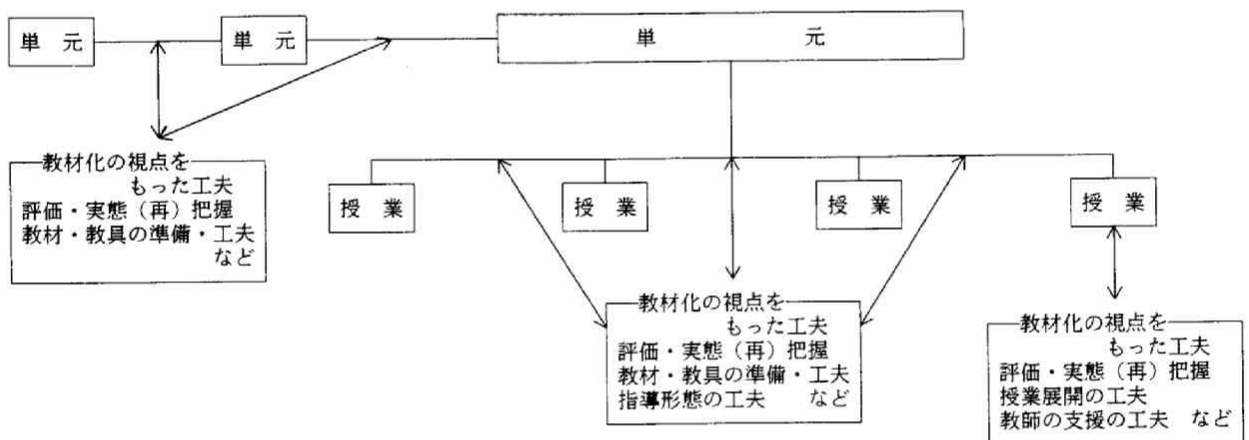 単　元
単　元
単　　　　　元
教材化の視点を
もった工夫
評価・実態（再）把握
教材・教具の準備・工夫
など
授　業
授　業
授　業
授　業
教材化の視点を
もった工夫
評価・実態（再）把握
教材・教具の準備・工夫
指導形態の工夫　　など
教材化の視点を
もった工夫
評価・実態（再）把握
授業展開の工夫
教師の支援の工夫　など